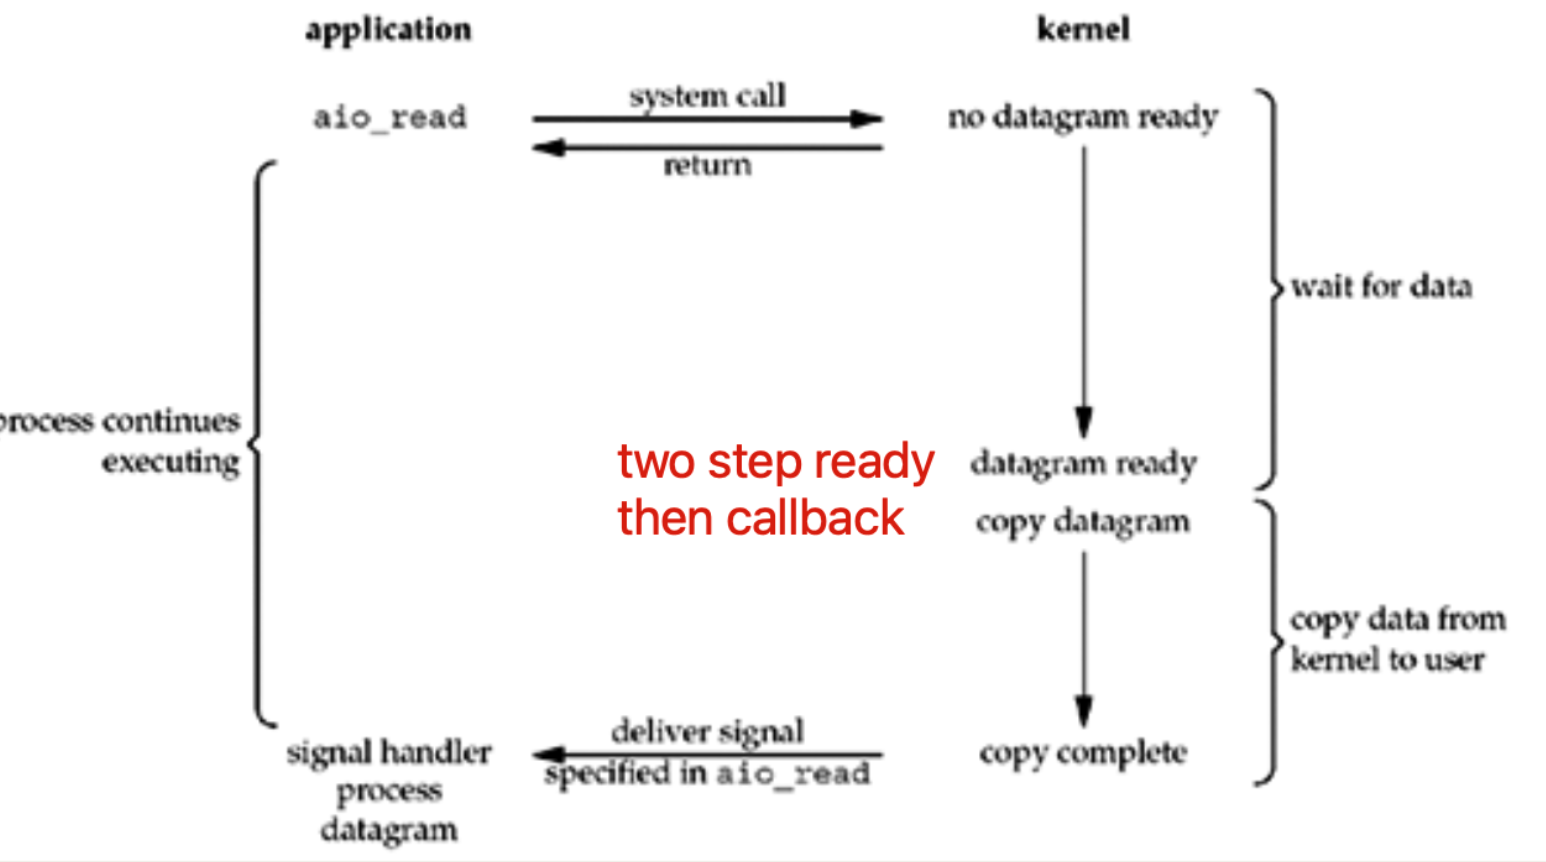 application
kernel
system call
aio_read
no datagram ready
return
wait for data
process continues
executing
two step ready
then callback
datagram ready
copy datagram
copy data from
kernel to user
deliver signal
specified in aio_read
copy complete
signal handler
process
datagram